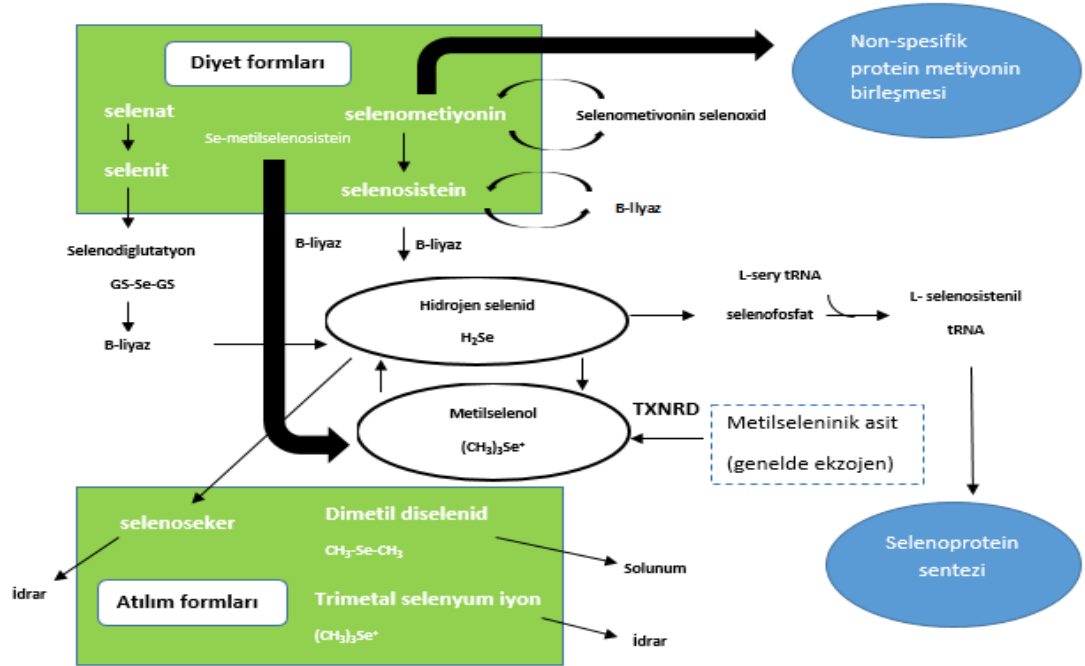 Diyet formları
selenat
selenit
Se-metilselenosistein
selenometiyonin
selenosistein
Selenometivonin selenoxid
B-llyaz
Non-spesifik
protein metiyonin
birleşmesi
Selenodiglutatyon
GS-Se-GS
B-liyaz
B-liyaz
B-liyaz
Hidrojen selenid
H₂Se
L-sery tRNA
selenofosfat
L- selenosistenil
tRNA
Metilselenol
(CH₃)₃Se⁺
TXNRD
Metilseleninik asit
(genelde ekzojen)
selenoseker
Dimetil diselenid
CH₃-Se-CH₃
Solunum
İdrar
Atılım formları
Trimetal selenyum iyon
(CH₃)₃Se⁺
İdrar
Selenoprotein
sentezi